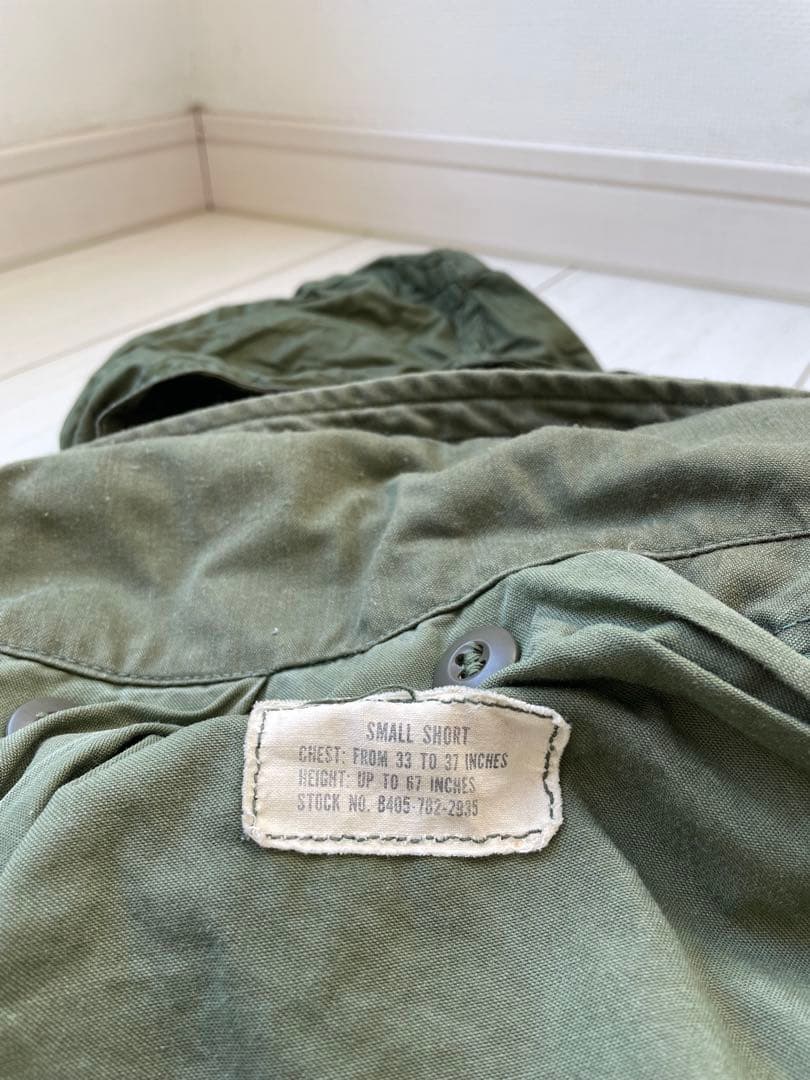 SMALL SHORT
CHEST: FROM 33 TO 37 INCHES
HEIGHT: UP TO 67 INCHES
STOCK NO. 8405-782-2935